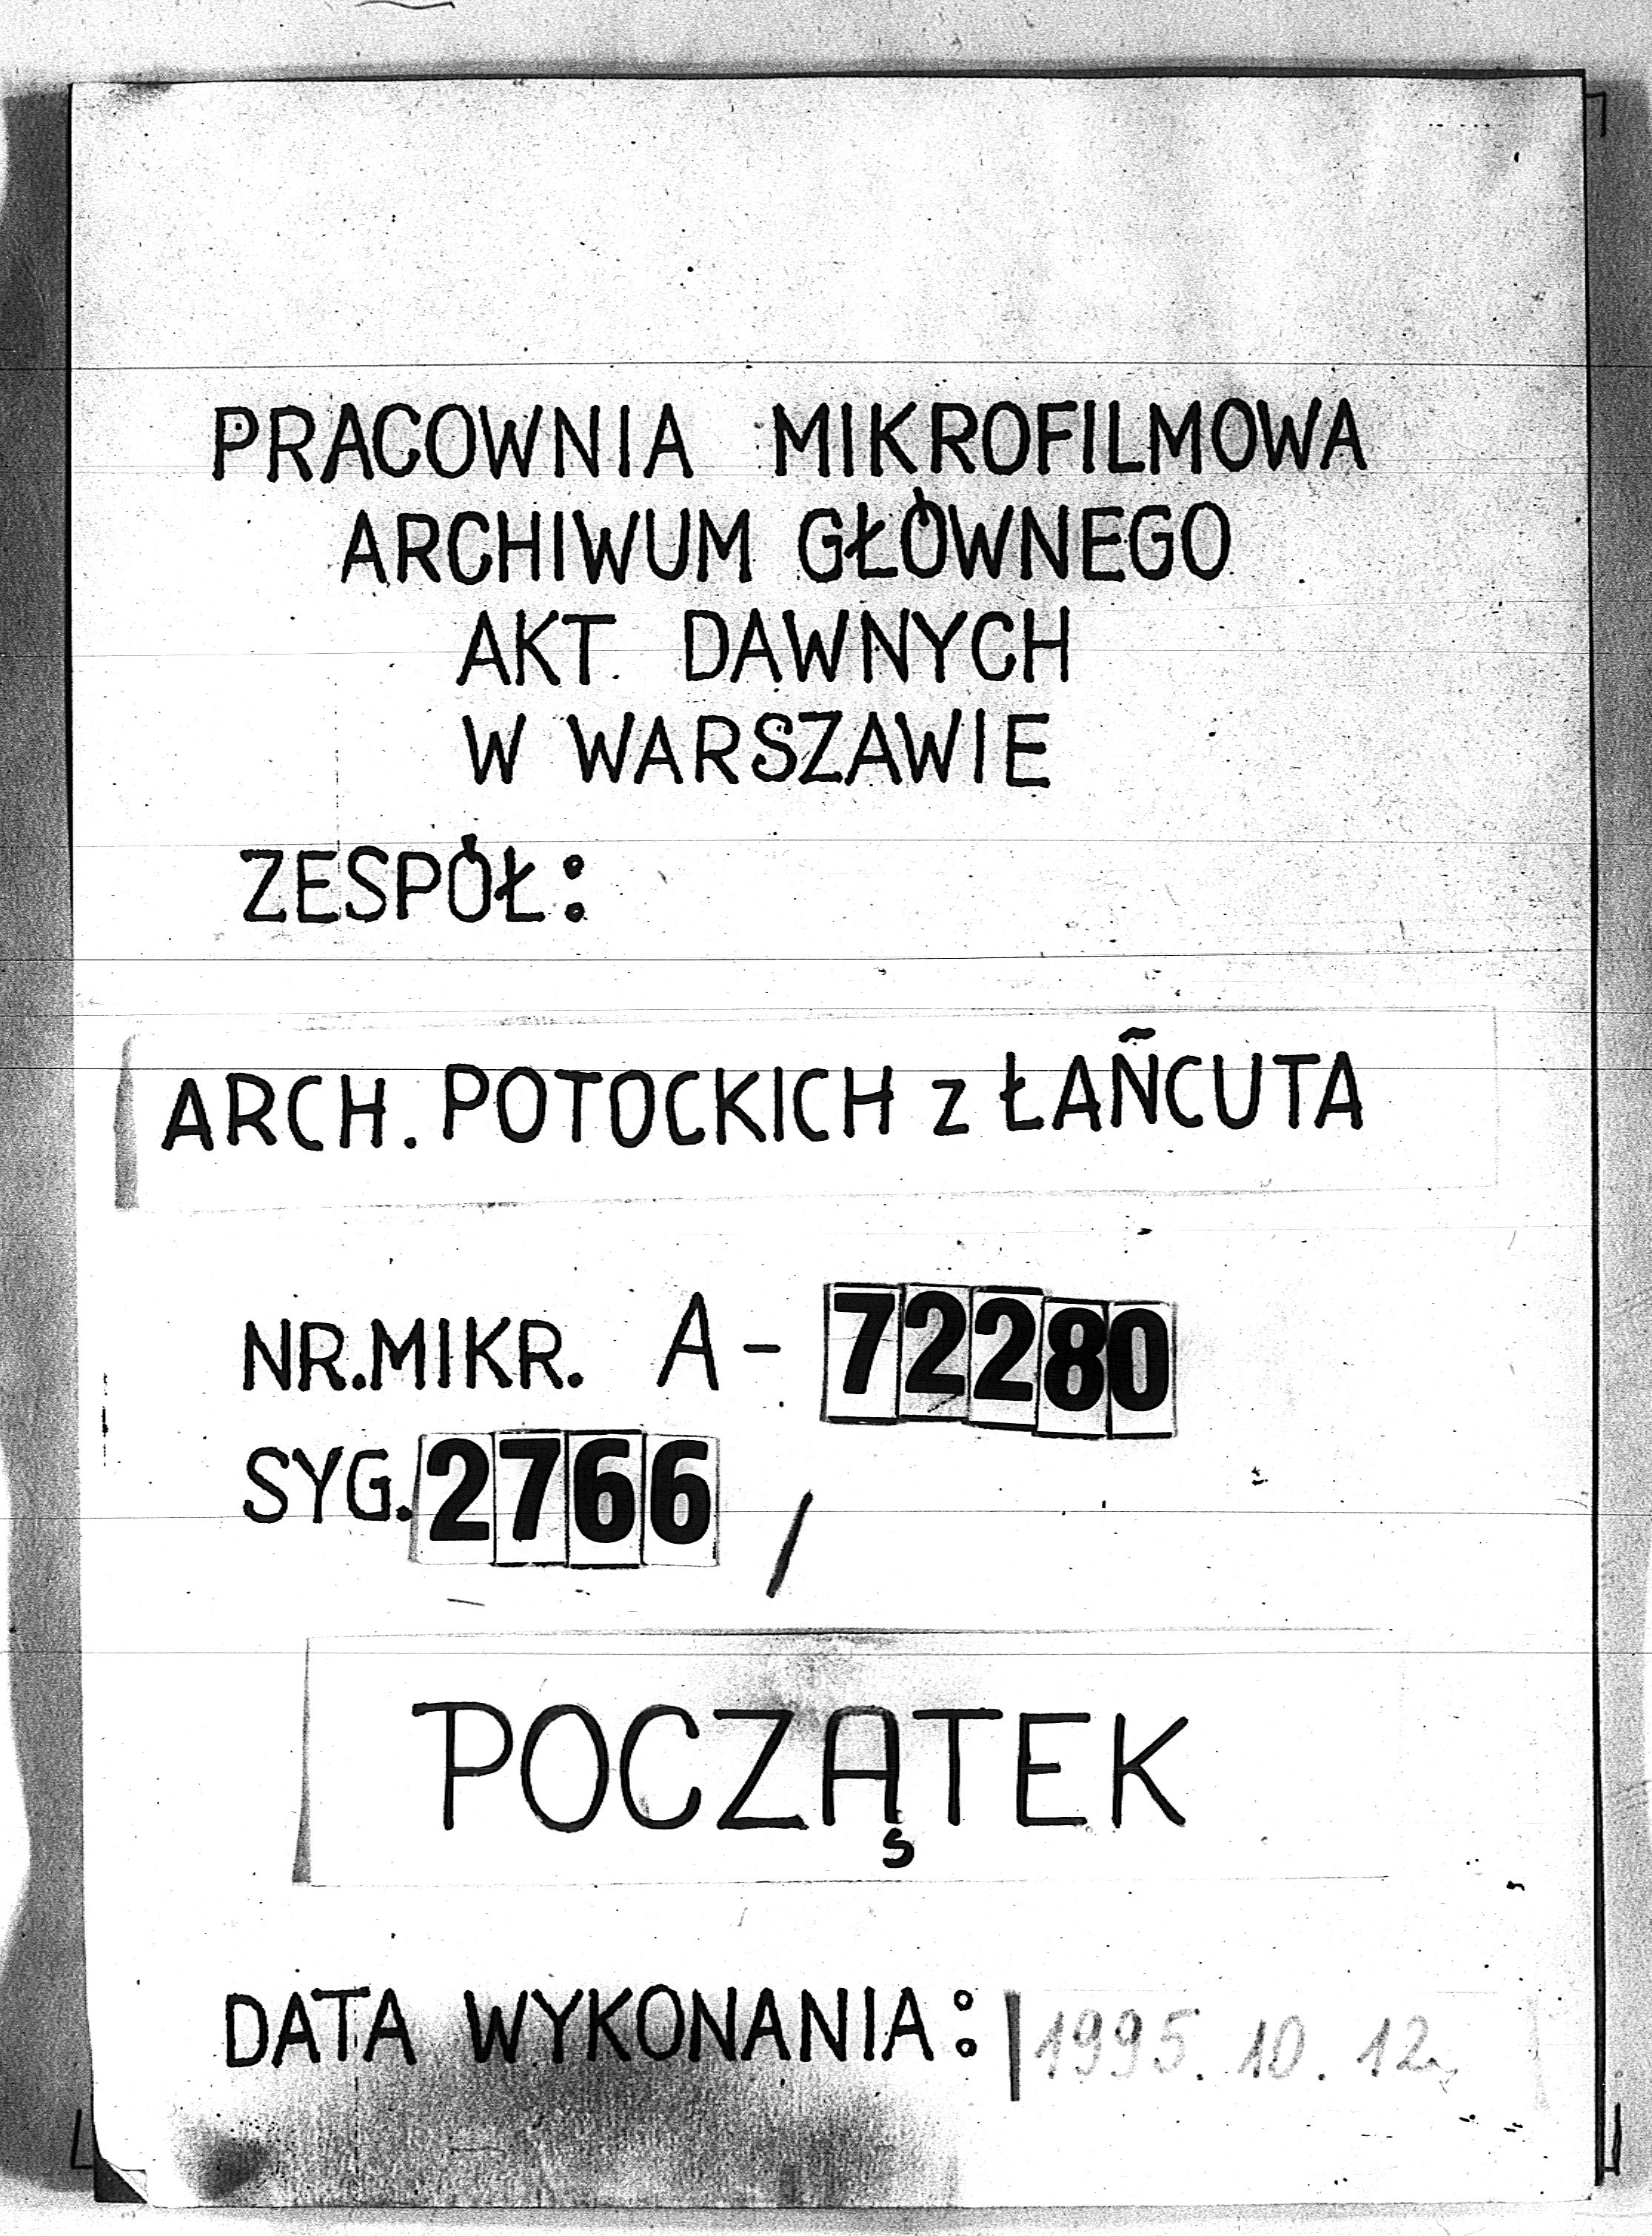 PRACOWNIA MIKROFILMOWA
ARCHIWUM GŁÓWNEGO
AKT DAWNYCH
W WARSZAWIE
ZESPÓŁ:
ARCH. POTOCKICH z ŁAŃCUTA
NR.MIKR. A-72280
SYG.2766 /
POCZĄTEK
DATA WYKONANIA: 1995.10.12